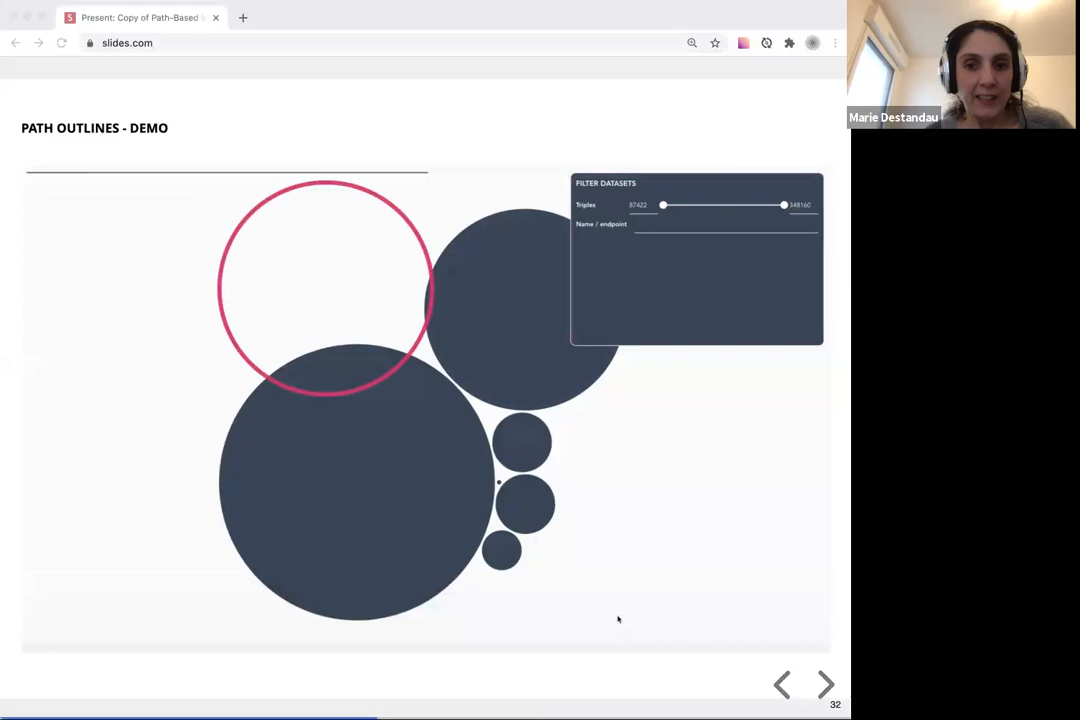 Present: Copy of Path-Based
slides.com
Marie Destandau
PATH OUTLINES - DEMO
FILTER DATASETS
Triples 87422 348160
Name / endpoint
32